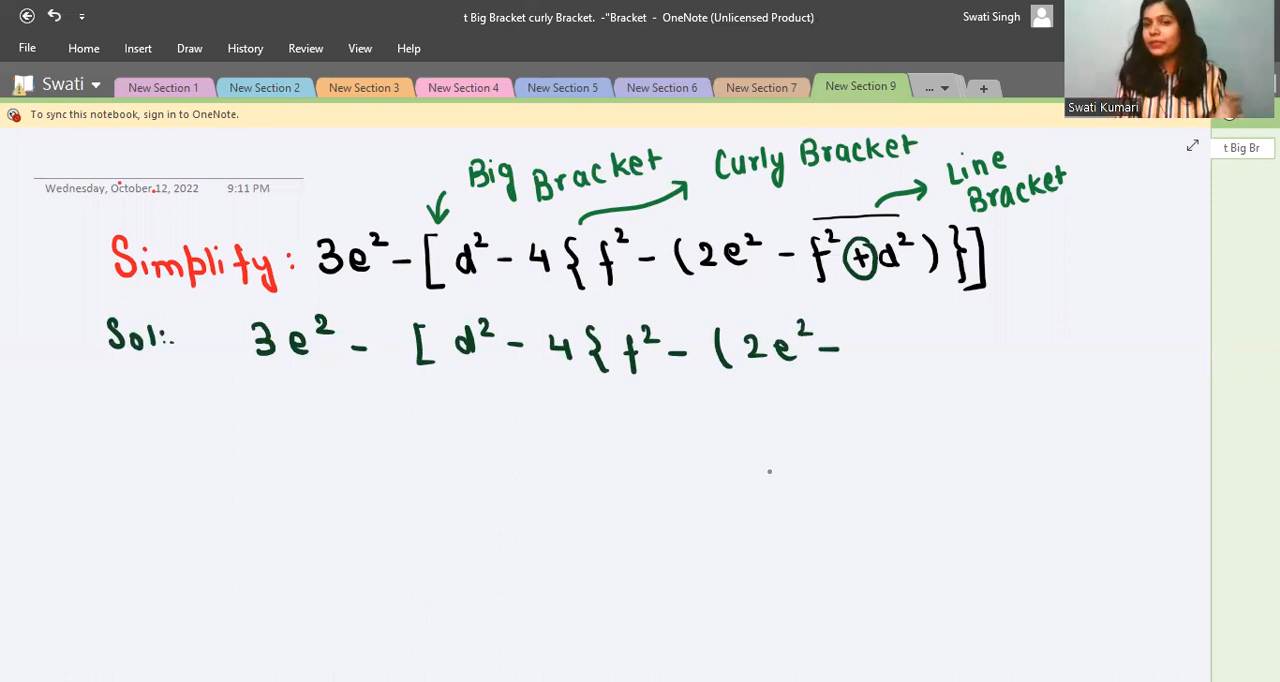 t Big Bracket curly Bracket. -"Bracket - OneNote (Unlicensed Product)
Swati Singh
File Home Insert Draw History Review View Help
Swati New Section 1 New Section 2 New Section 3 New Section 4 New Section 5 New Section 6 New Section 7 New Section 8 New Section 9 ...
Swati Kumari
To sync this notebook, sign in to OneNote.
t Big Br
Big Bracket Curly Bracket Line Bracket
Wednesday, October 12, 2022 9:11 PM
Simplify: 3e² - [d² - 4{f² - (2e² - f² + d²)}]
Sol:. 3e² - [d² - 4{f² - (2e² -